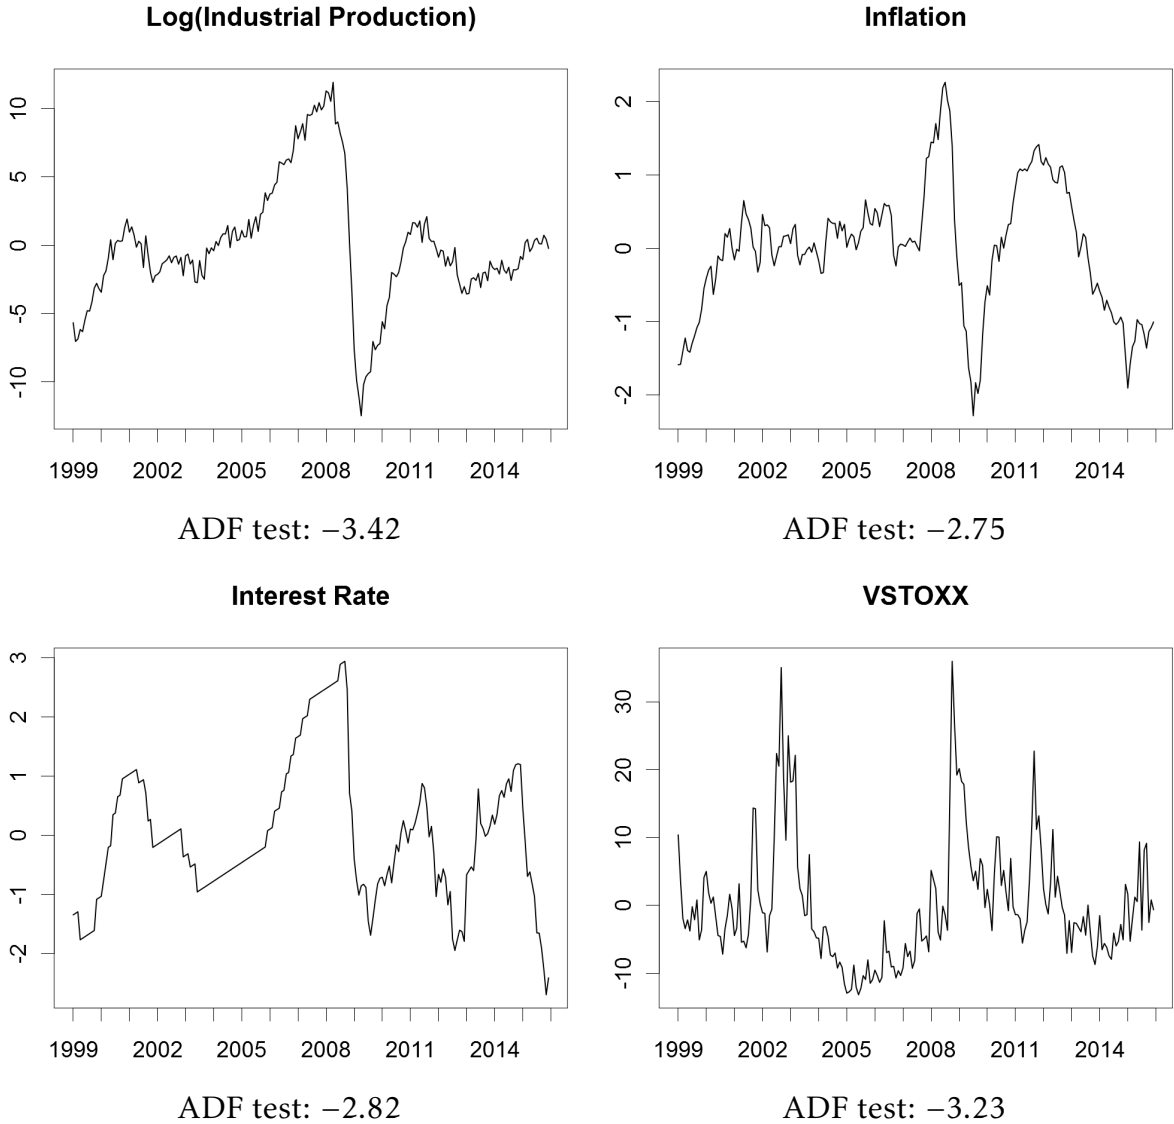 Log(Industrial Production)
10
5
0
-5
-10
1999 2002 2005 2008 2011 2014
ADF test: −3.42
Inflation
2
1
0
-1
-2
1999 2002 2005 2008 2011 2014
ADF test: −2.75
Interest Rate
3
2
1
0
-1
-2
1999 2002 2005 2008 2011 2014
ADF test: −2.82
VSTOXX
30
20
10
0
-10
1999 2002 2005 2008 2011 2014
ADF test: −3.23